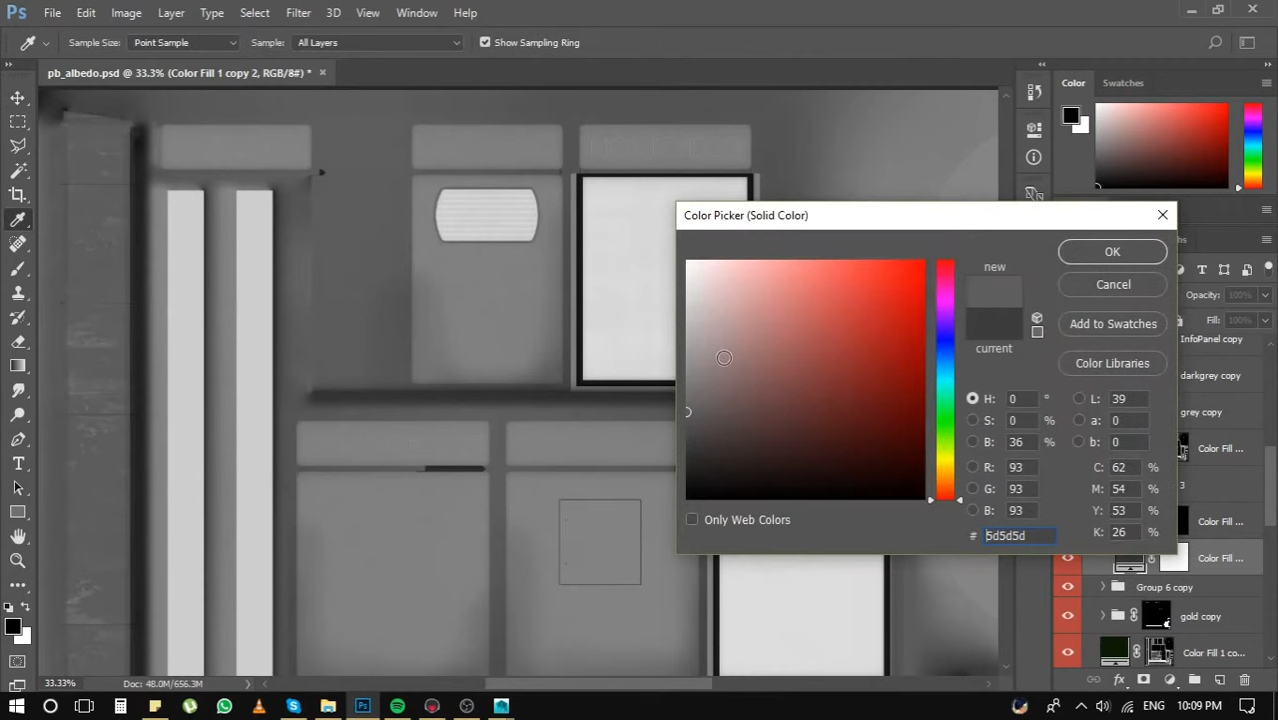 Ps File Edit Image Layer Type Select Filter 3D View Window Help
Sample Size: Point Sample Sample: All Layers Show Sampling Ring
pb_albedo.psd @ 33.3% (Color Fill 1 copy 2, RGB/8#) * ×
Color Swatches
Color Picker (Solid Color)
new
current
OK
Cancel
Add to Swatches
Color Libraries
H: 0 °
S: 0 %
B: 36 %
R: 93
G: 93
B: 93
# 5d5d5d
L: 39
a: 0
b: 0
C: 62 %
M: 54 %
Y: 53 %
K: 26 %
Only Web Colors
Opacity: 100%
Fill: 100%
InfoPanel copy
darkgrey copy
grey copy
Color Fill ...
3
Color Fill ...
Color Fill ...
Group 6 copy
gold copy
Color Fill 1 co...
33.33% Doc: 48.0M/656.3M
10:09 PM